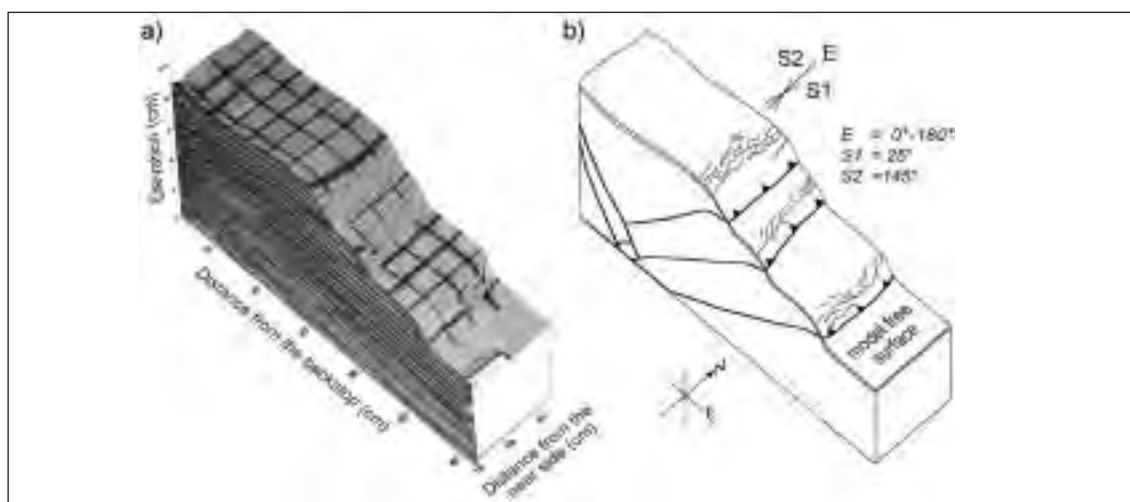 a)
Elevation (cm)
Distance from the backstop (cm)
Distance from the
near side (cm)
b)
S2 E
S1
E = 0°-180°
S1 = 25°
S2 =145°
model free
surface
N